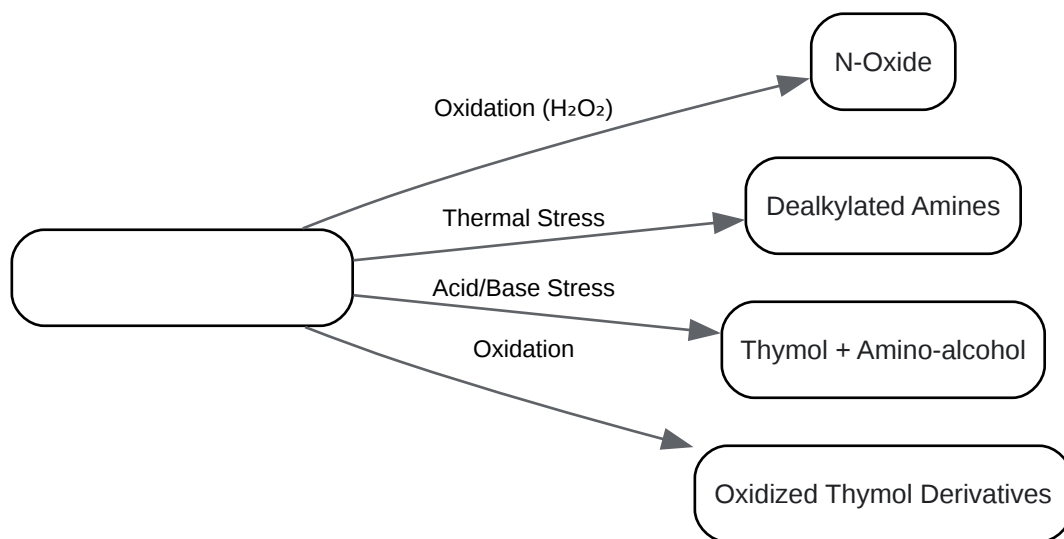 N-Oxide
Oxidation (H₂O₂)
Dealkylated Amines
Thermal Stress
Acid/Base Stress
Thymol + Amino-alcohol
Oxidation
Oxidized Thymol Derivatives